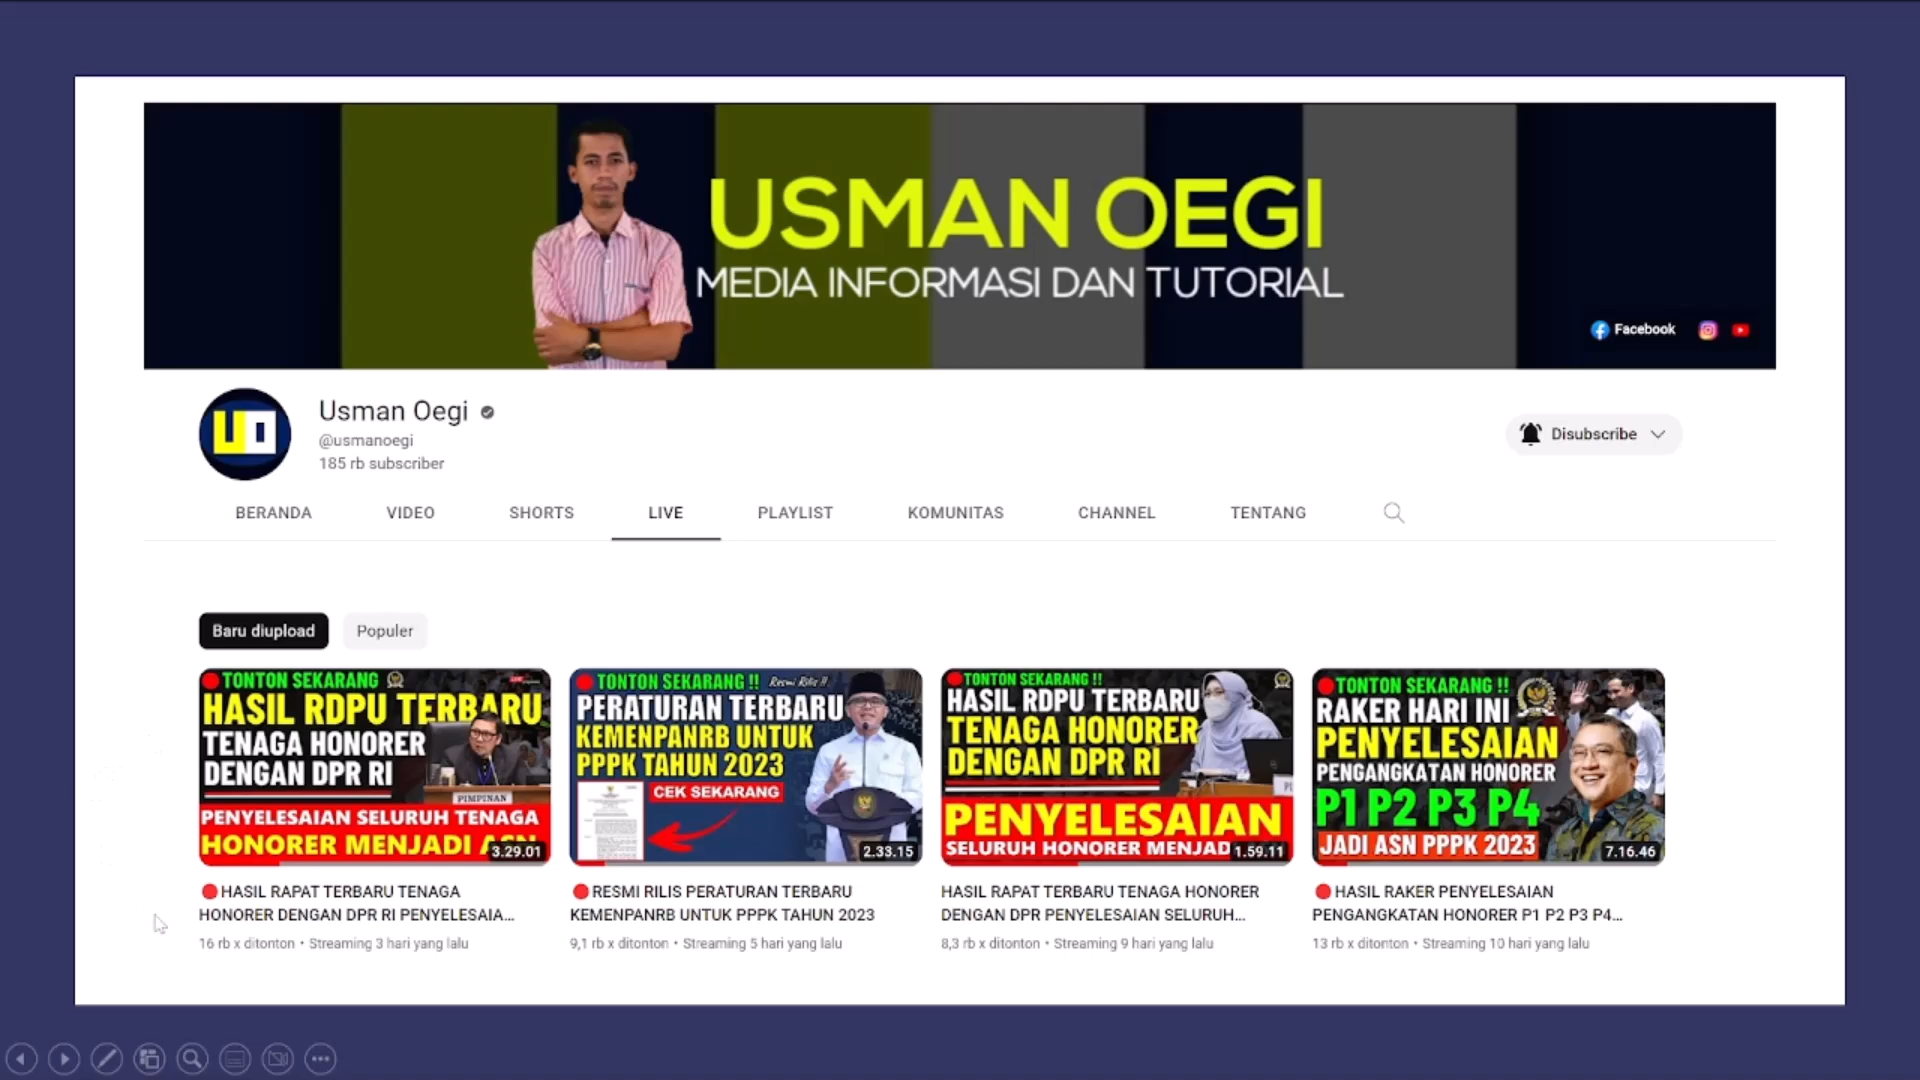 USMAN OEGI
MEDIA INFORMASI DAN TUTORIAL
Facebook
UO
Usman Oegi
@usmanoegi
185 rb subscriber
Disubscribe
BERANDA VIDEO SHORTS LIVE PLAYLIST KOMUNITAS CHANNEL TENTANG
Baru diupload Populer
TONTON SEKARANG
HASIL RDPU TERBARU
TENAGA HONORER
DENGAN DPR RI
PIMPINAN
PENYELESAIAN SELURUH TENAGA
HONORER MENJADI ASN
3.29.01
HASIL RAPAT TERBARU TENAGA
HONORER DENGAN DPR RI PENYELESAIA...
16 rb x ditonton • Streaming 3 hari yang lalu
TONTON SEKARANG !! Resmi Rilis !!
PERATURAN TERBARU
KEMENPANRB UNTUK
PPPK TAHUN 2023
CEK SEKARANG
2.33.15
RESMI RILIS PERATURAN TERBARU
KEMENPANRB UNTUK PPPK TAHUN 2023
9,1 rb x ditonton • Streaming 5 hari yang lalu
TONTON SEKARANG !!
HASIL RDPU TERBARU
TENAGA HONORER
DENGAN DPR RI
PENYELESAIAN
SELURUH HONORER MENJAD
1.59.11
HASIL RAPAT TERBARU TENAGA HONORER
DENGAN DPR PENYELESAIAN SELURUH...
8,3 rb x ditonton • Streaming 9 hari yang lalu
TONTON SEKARANG !!
RAKER HARI INI
PENYELESAIAN
PENGANGKATAN HONORER
P1 P2 P3 P4
JADI ASN PPPK 2023
7.16.46
HASIL RAKER PENYELESAIAN
PENGANGKATAN HONORER P1 P2 P3 P4...
13 rb x ditonton • Streaming 10 hari yang lalu